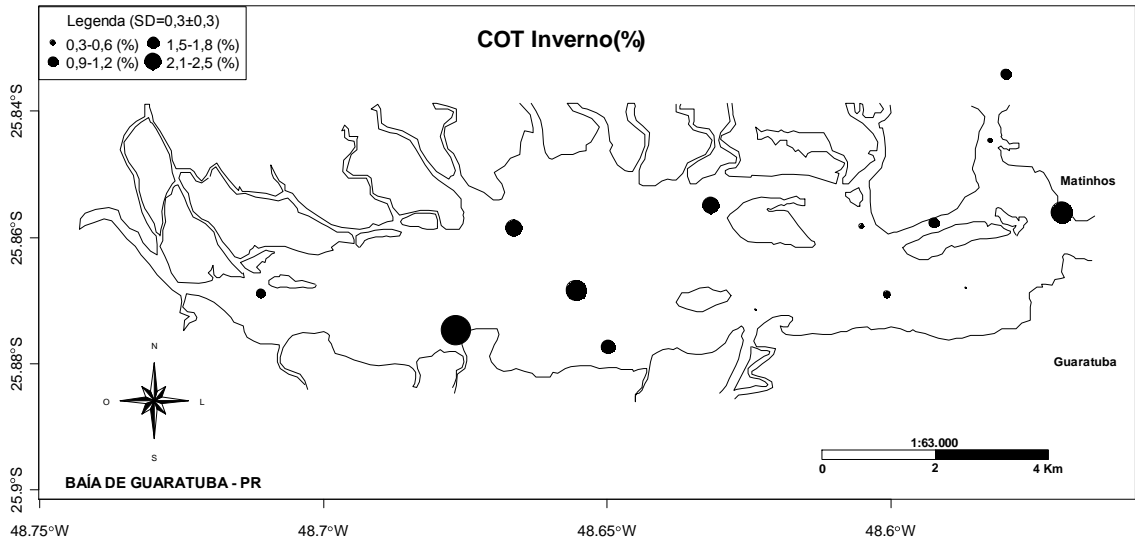 Legenda (SD=0,3±0,3)
0,3-0,6 (%) 1,5-1,8 (%)
0,9-1,2 (%) 2,1-2,5 (%)
COT Inverno(%)
25.84°S
Matinhos
25.86°S
25.88°S
Guaratuba
N
O L
S
1:63.000
0 2 4 Km
BAÍA DE GUARATUBA - PR
25.9°S
48.75°W 48.7°W 48.65°W 48.6°W